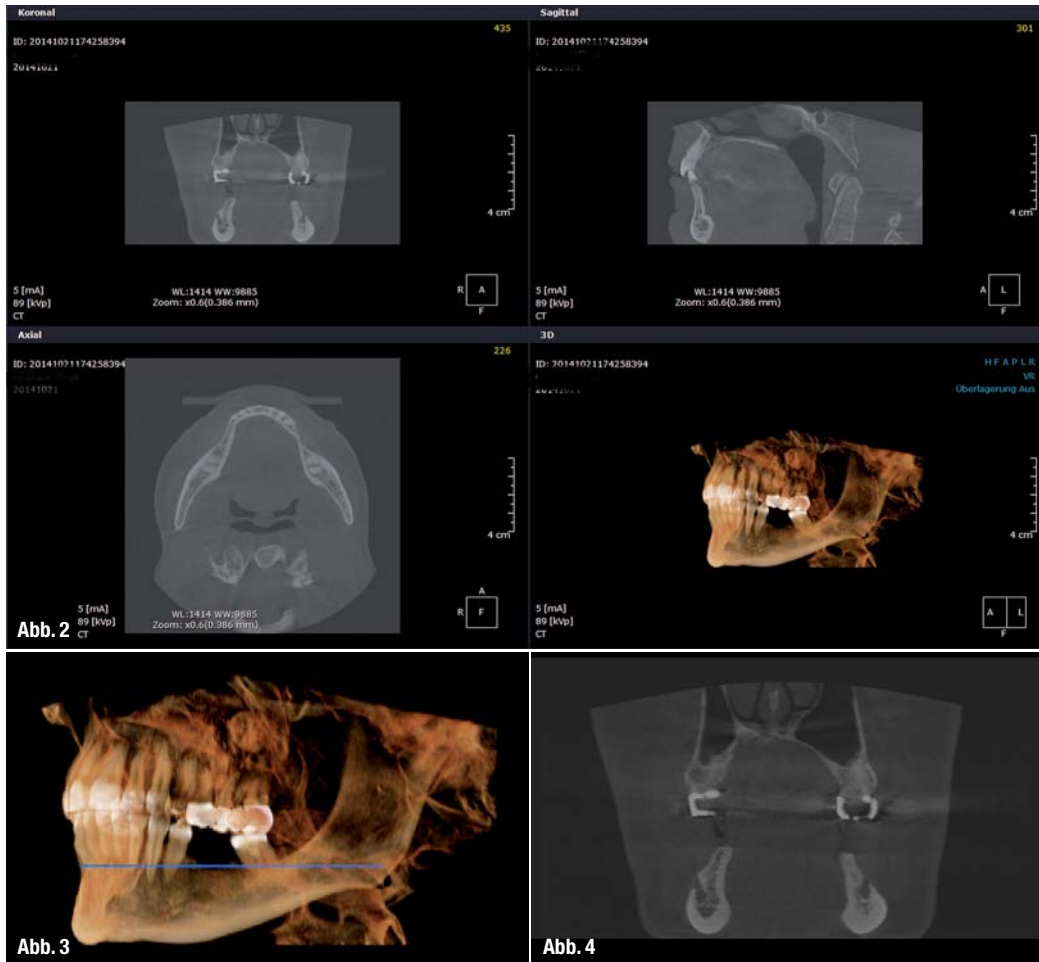 Koronal
435
ID: 20141021174258394
20141021
4 cm
5 [mA]
89 [kVp]
CT
WL:1414 WW:9885
Zoom: x0.6(0.386 mm)
R A
F
Sagittal
301
ID: 20141021174258394
4 cm
5 [mA]
89 [kVp]
CT
WL:1414 WW:9885
Zoom: x0.6(0.386 mm)
A L
F
Axial
226
ID: 20141021174258394
4 cm
5 [mA]
89 [kVp]
CT
WL:1414 WW:9885
Zoom: x0.6(0.386 mm)
A
R F
Abb. 2
3D
ID: 20141021174258394
H F A P L R
VR
Überlagerung Aus
4 cm
5 [mA]
89 [kVp]
CT
A L
F
Abb. 3
Abb. 4